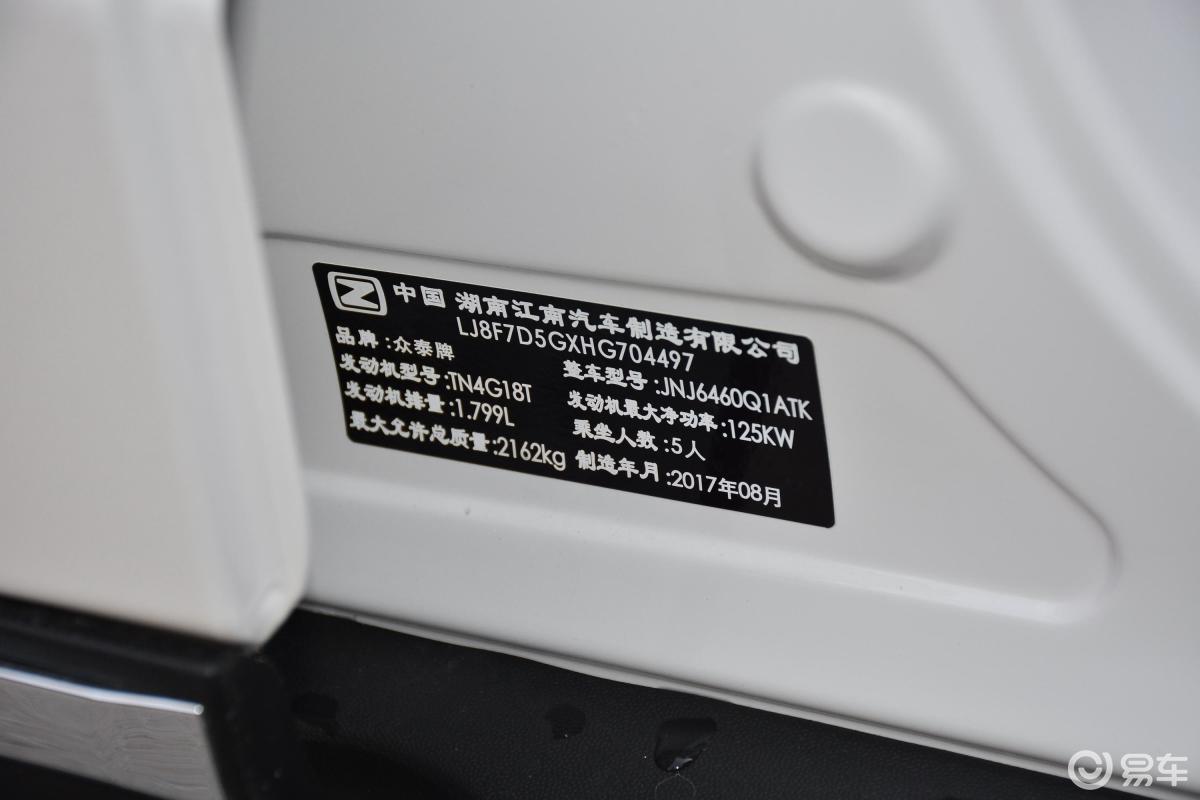 中国 湖南江南汽车制造有限公司
LJ8F7D5GXHG704497
品牌:众泰牌 整车型号:JNJ6460Q1ATK
发动机型号:TN4G18T 发动机最大净功率:125KW
发动机排量:1.799L 乘坐人数:5人
最大允许总质量:2162kg 制造年月:2017年08月
易车